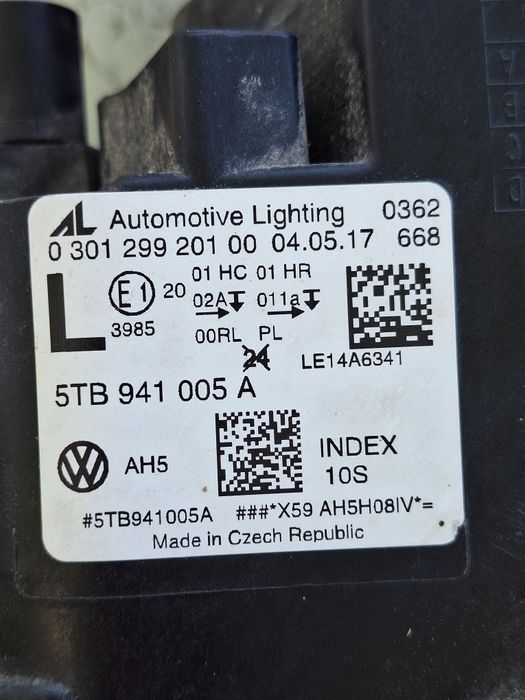 AL Automotive Lighting 0362
0 301 299 201 00 04.05.17 668
L E1 20 01 HC 01 HR
02A 011a
3985 00RL PL
24 LE14A6341
5TB 941 005 A
VW AH5 INDEX
10S
#5TB941005A ###*X59 AH5H08IV*=
Made in Czech Republic